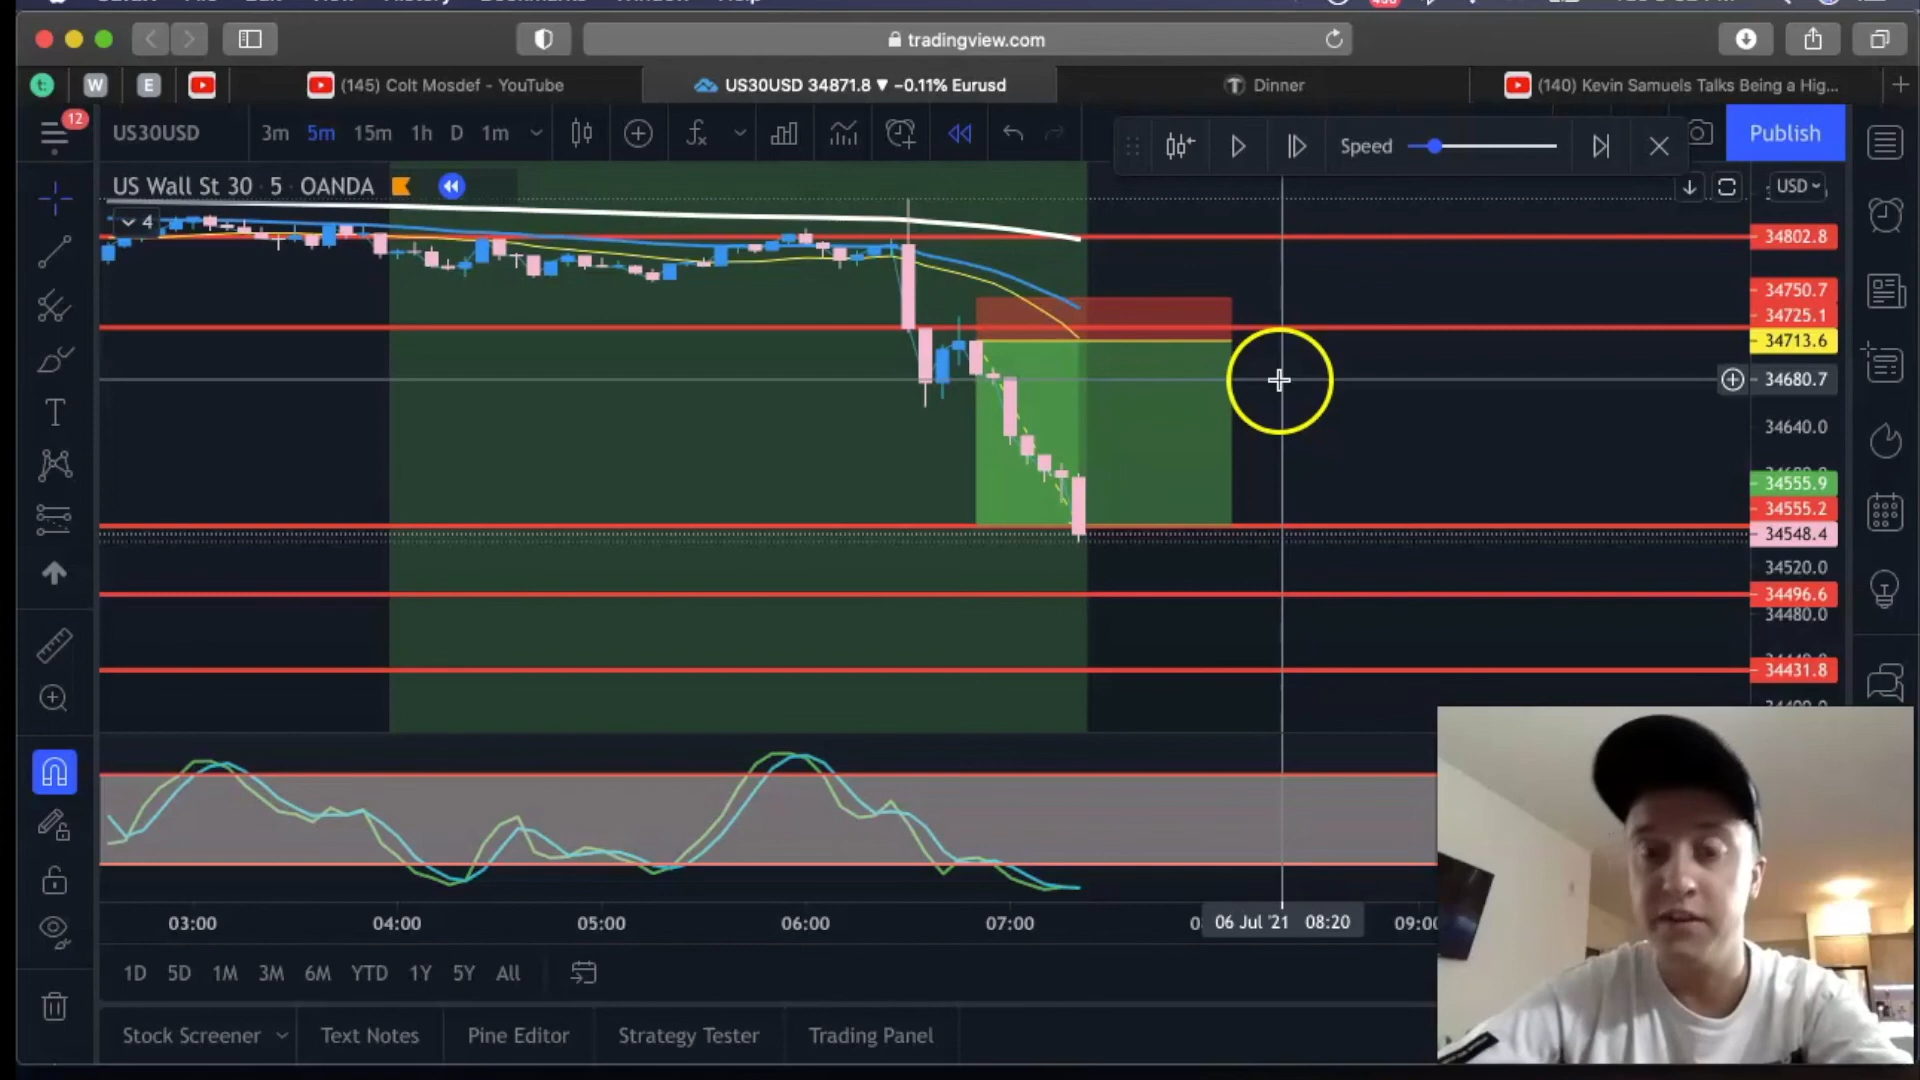 tradingview.com
t
W
E
(145) Colt Mosdef - YouTube
US30USD 34871.8 ▼ −0.11% Eurusd
Dinner
(140) Kevin Samuels Talks Being a Hig...
12
US30USD
3m 5m 15m 1h D 1m
Speed
Publish
US Wall St 30 · 5 · OANDA
USD
4
34802.8
34750.7
34725.1
34713.6
34680.7
34640.0
34555.9
34555.2
34548.4
34520.0
34496.6
34480.0
34431.8
03:00 04:00 05:00 06:00 07:00 06 Jul '21 08:20
1D 5D 1M 3M 6M YTD 1Y 5Y All
Stock Screener Text Notes Pine Editor Strategy Tester Trading Panel